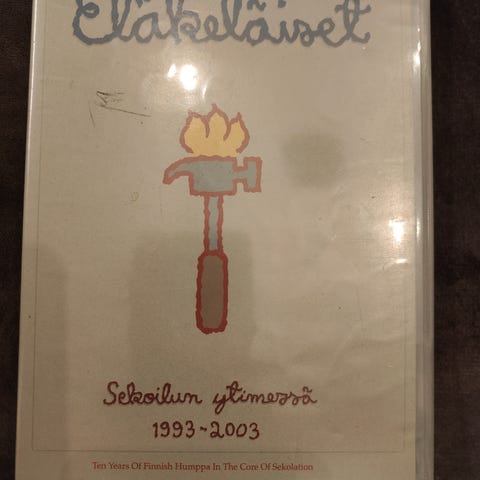 Eläkeläiset
Sekoilun ytimessä
1993-2003
Ten Years Of Finnish Humppa In The Core Of Sekolation